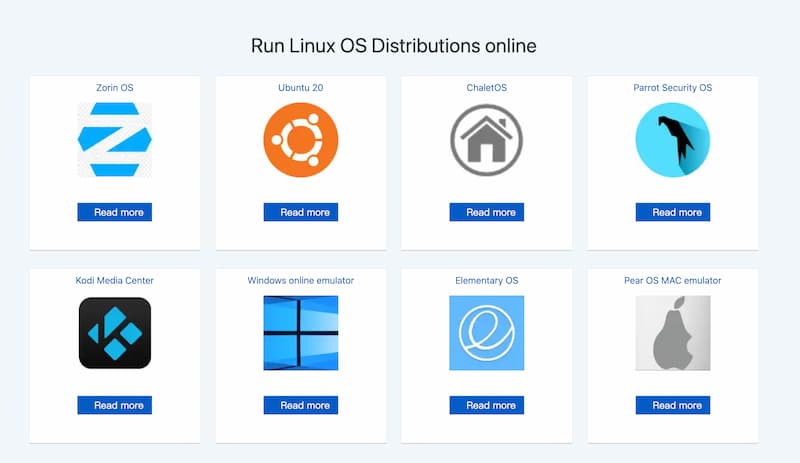 Run Linux OS Distributions online
Zorin OS
Ubuntu 20
ChaletOS
Parrot Security OS
Read more
Read more
Read more
Read more
Kodi Media Center
Windows online emulator
Elementary OS
Pear OS MAC emulator
Read more
Read more
Read more
Read more